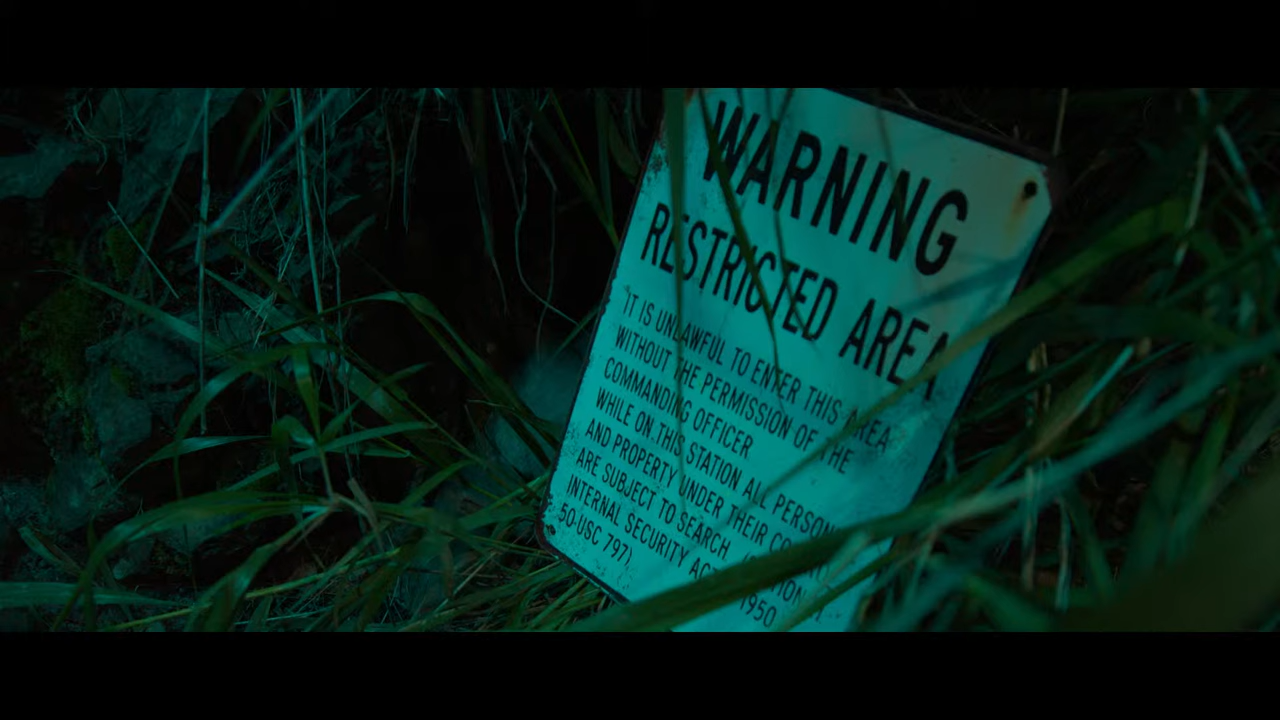 WARNING
RESTRICTED AREA
IT IS UNLAWFUL TO ENTER THIS AREA
WITHOUT THE PERMISSION OF THE
COMMANDING OFFICER
WHILE ON THIS STATION ALL PERSON
AND PROPERTY UNDER THEIR
ARE SUBJECT TO SEARCH
INTERNAL SECURITY ACT
50·USC 797) 1950